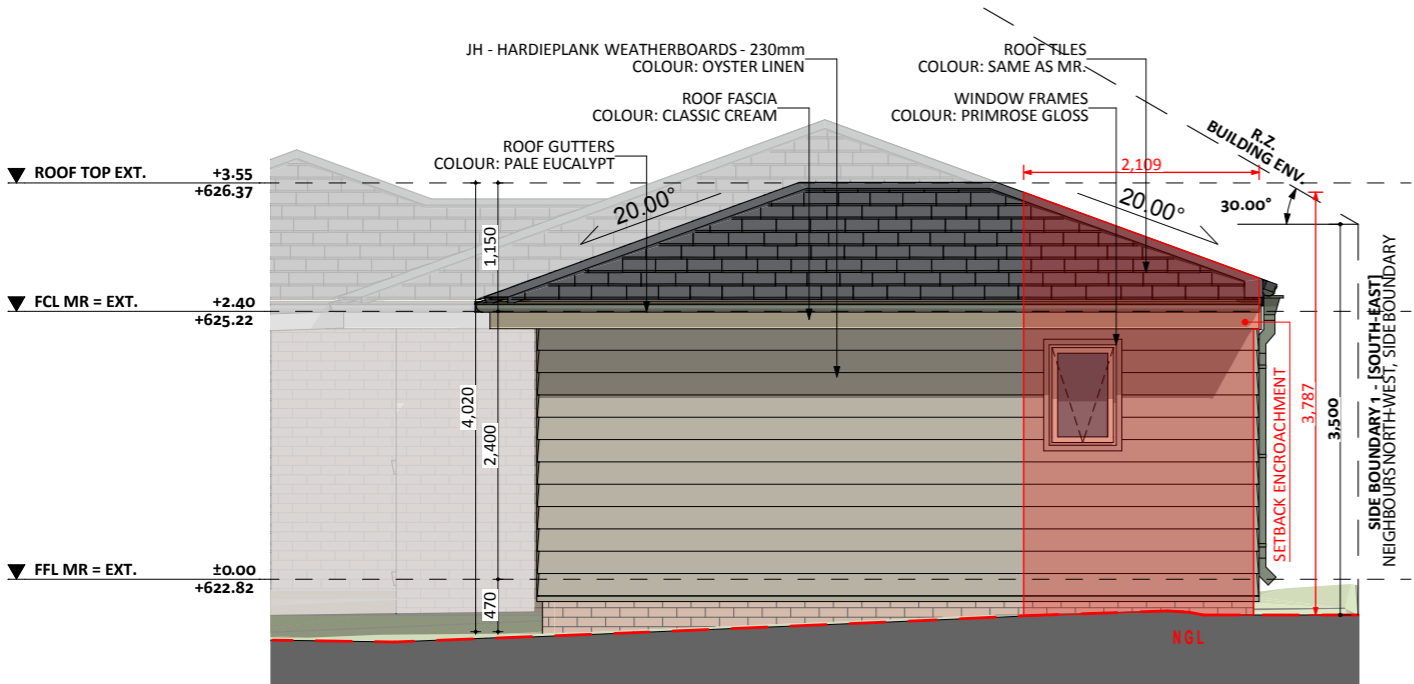 JH - HARDIEPLANK WEATHERBOARDS - 230mm
COLOUR: OYSTER LINEN
ROOF TILES
COLOUR: SAME AS MR.
ROOF FASCIA
COLOUR: CLASSIC CREAM
WINDOW FRAMES
COLOUR: PRIMROSE GLOSS
ROOF GUTTERS
COLOUR: PALE EUCALYPT
R.Z.
BUILDING ENV.
ROOF TOP EXT. +3.55
+626.37
2,109
20.00°
20.00°
30.00°
1,150
FCL MR = EXT. +2.40
+625.22
4,020
2,400
SETBACK ENCROACHMENT
3,787
3,500
SIDE BOUNDARY 1 - [SOUTH-EAST]
NEIGHBOURS NORTH-WEST, SIDE BOUNDARY
FFL MR = EXT. ±0.00
+622.82
470
NGL